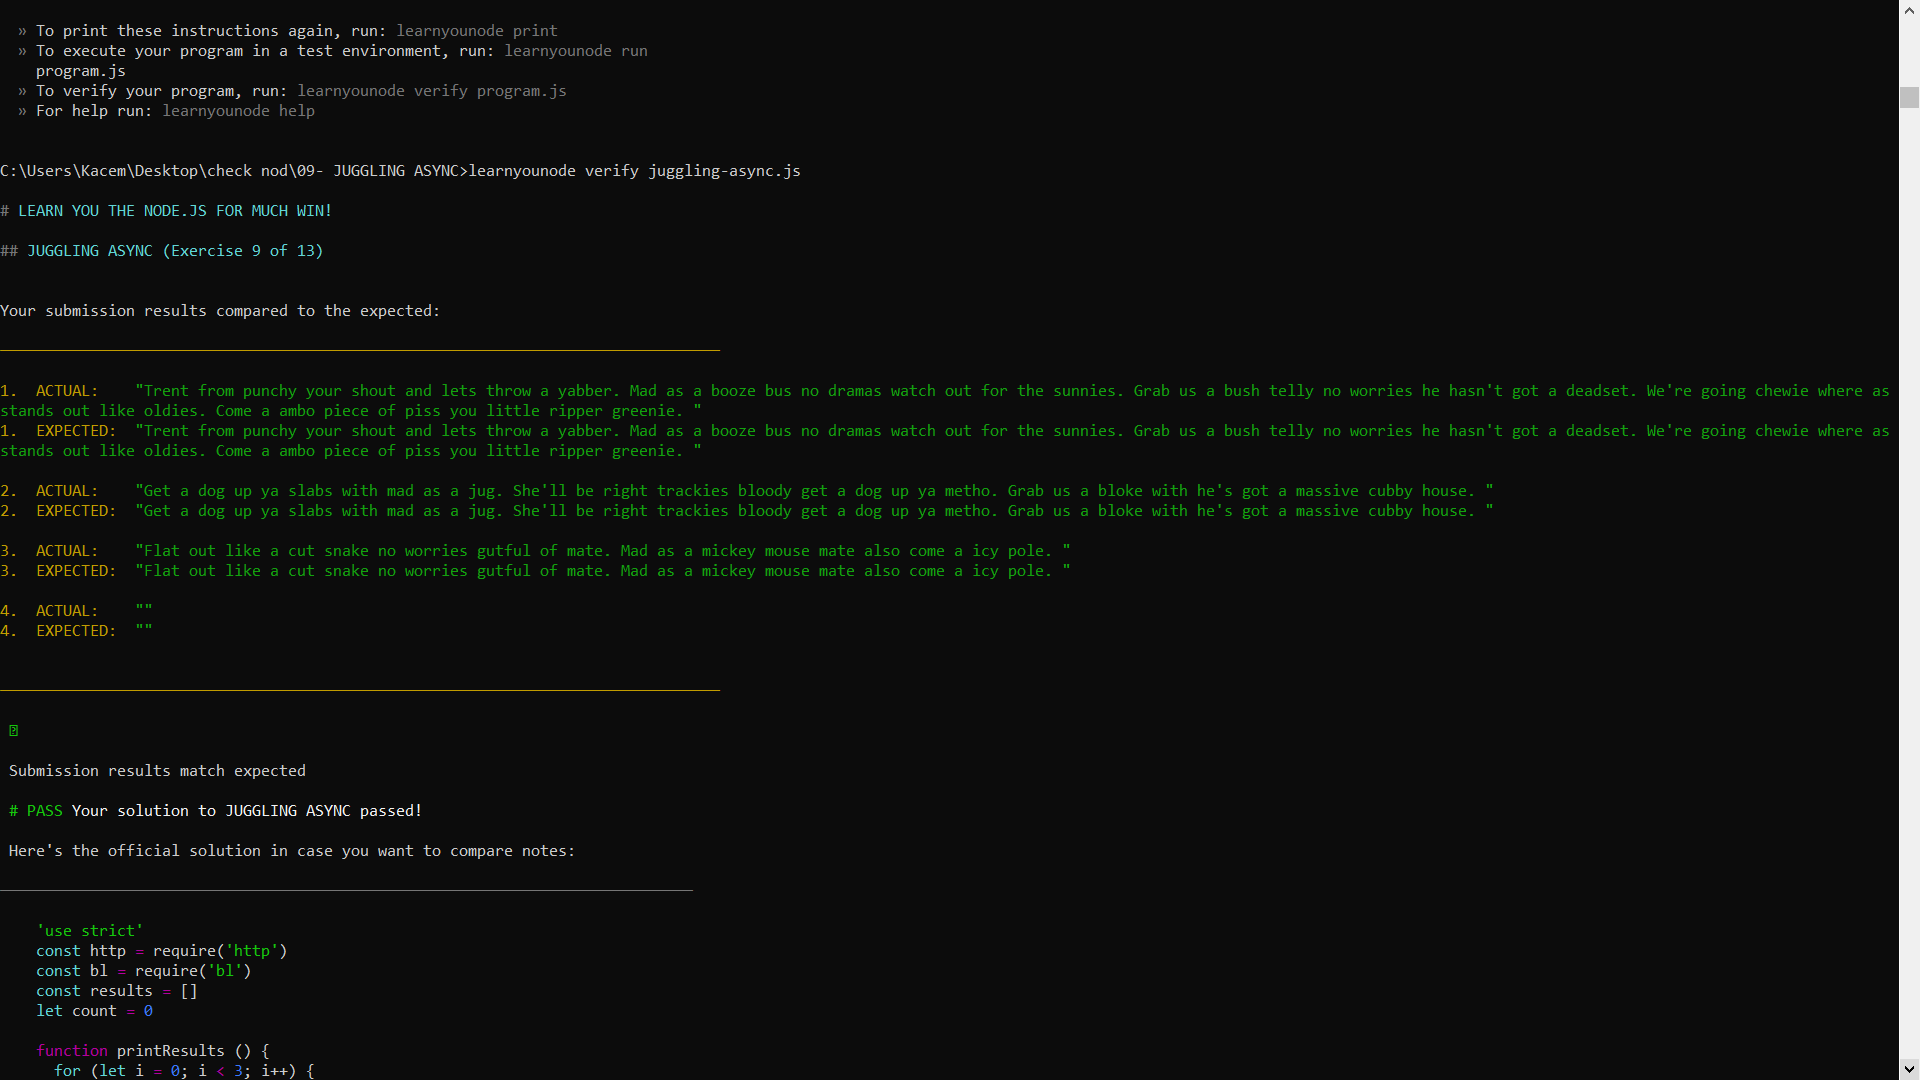 » To print these instructions again, run: learnyounode print
» To execute your program in a test environment, run: learnyounode run
program.js
» To verify your program, run: learnyounode verify program.js
» For help run: learnyounode help
C:\Users\Kacem\Desktop\check nod\09- JUGGLING ASYNC>learnyounode verify juggling-async.js
# LEARN YOU THE NODE.JS FOR MUCH WIN!
## JUGGLING ASYNC (Exercise 9 of 13)
Your submission results compared to the expected:
1. ACTUAL: "Trent from punchy your shout and lets throw a yabber. Mad as a booze bus no dramas watch out for the sunnies. Grab us a bush telly no worries he hasn't got a deadset. We're going chewie where as
stands out like oldies. Come a ambo piece of piss you little ripper greenie. "
1. EXPECTED: "Trent from punchy your shout and lets throw a yabber. Mad as a booze bus no dramas watch out for the sunnies. Grab us a bush telly no worries he hasn't got a deadset. We're going chewie where as
stands out like oldies. Come a ambo piece of piss you little ripper greenie. "
2. ACTUAL: "Get a dog up ya slabs with mad as a jug. She'll be right trackies bloody get a dog up ya metho. Grab us a bloke with he's got a massive cubby house. "
2. EXPECTED: "Get a dog up ya slabs with mad as a jug. She'll be right trackies bloody get a dog up ya metho. Grab us a bloke with he's got a massive cubby house. "
3. ACTUAL: "Flat out like a cut snake no worries gutful of mate. Mad as a mickey mouse mate also come a icy pole. "
3. EXPECTED: "Flat out like a cut snake no worries gutful of mate. Mad as a mickey mouse mate also come a icy pole. "
4. ACTUAL: ""
4. EXPECTED: ""
Submission results match expected
# PASS Your solution to JUGGLING ASYNC passed!
Here's the official solution in case you want to compare notes:
'use strict'
const http = require('http')
const bl = require('bl')
const results = []
let count = 0
function printResults () {
for (let i = 0; i < 3; i++) {